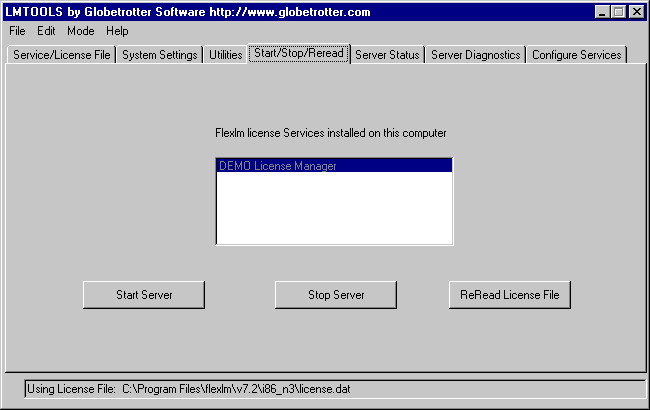 LMTOOLS by Globetrotter Software http://www.globetrotter.com
File Edit Mode Help
Service/License File System Settings Utilities Start/Stop/Reread Server Status Server Diagnostics Configure Services
Flexlm license Services installed on this computer
DEMO License Manager
Start Server Stop Server ReRead License File
Using License File: C:\Program Files\flexlm\v7.2\i86_n3\license.dat